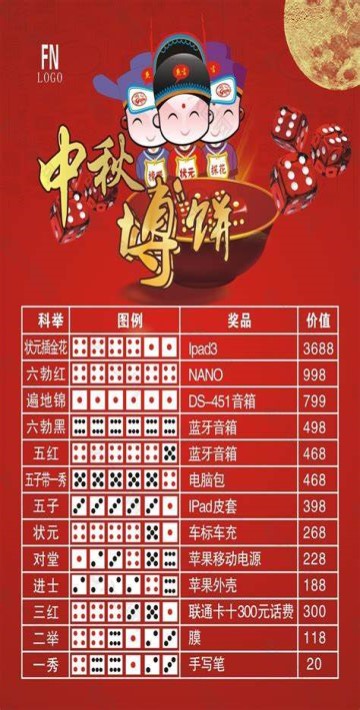 FN
LOGO
榜眼 状元 探花
中秋
博饼
科举 图例 奖品 价值
状元插金花 Ipad3 3688
六勃红 NANO 998
遍地锦 DS-451音箱 799
六勃黑 蓝牙音箱 498
五红 蓝牙音箱 468
五子带一秀 电脑包 468
五子 IPad皮套 398
状元 车标车充 268
对堂 苹果移动电源 228
进士 苹果外壳 188
三红 联通卡+300元话费 300
二举 膜 118
一秀 手写笔 20